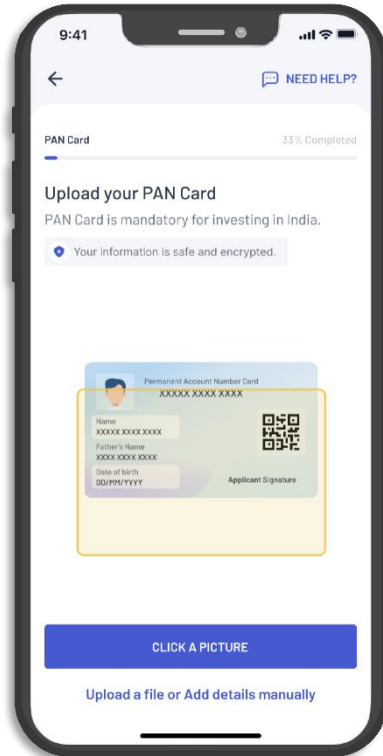 9:41
NEED HELP?
PAN Card
33% Completed
Upload your PAN Card
PAN Card is mandatory for investing in India.
Your information is safe and encrypted.
Permanent Account Number Card
XXXXX XXXX XXXX
Name
XXXXX XXXX XXXX
Father's Name
XXXX XXXX XXXX
Date of birth
DD/MM/YYYY
Applicant Signature
CLICK A PICTURE
Upload a file or Add details manually